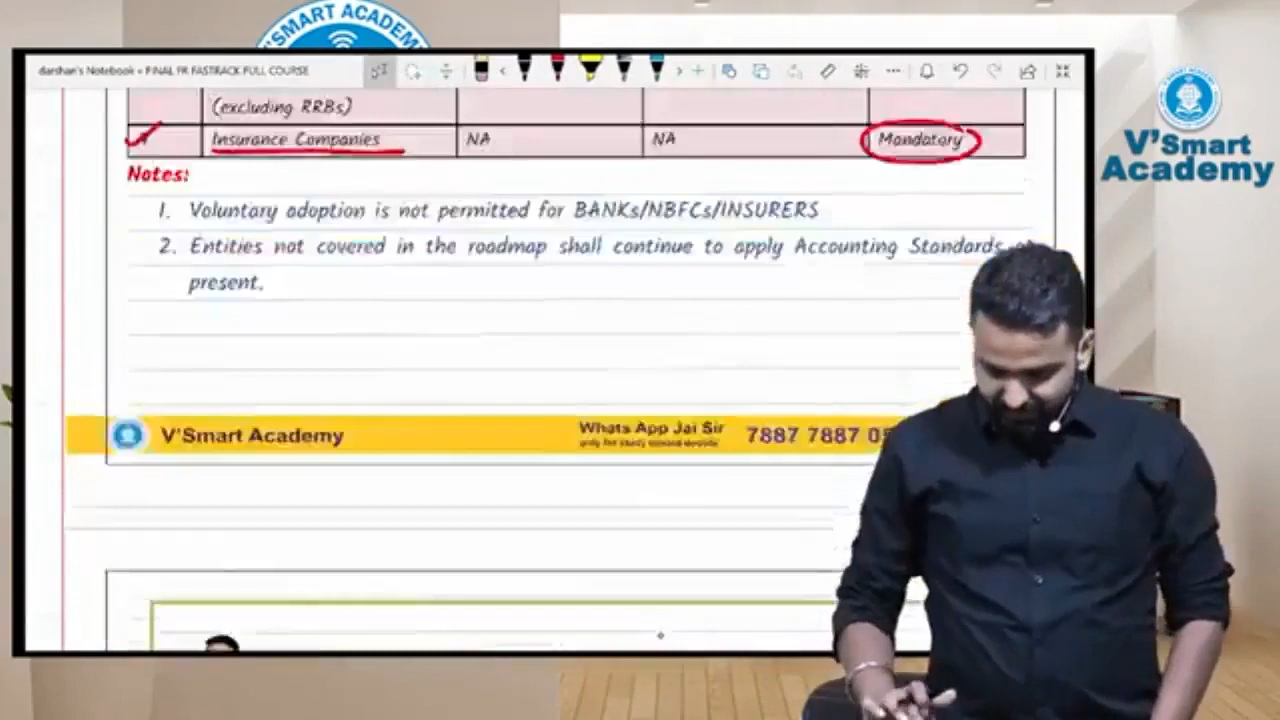 'SMART ACADEMY
darshan's Notebook » FINAL FR FASTRACK FULL COURSE
(excluding RRBs)
Insurance Companies NA NA Mandatory
Notes:
1. Voluntary adoption is not permitted for BANKs/NBFCs/INSURERS
2. Entities not covered in the roadmap shall continue to apply Accounting Standards
present.
V'Smart Academy
Whats App Jai Sir
7887 7887 0
V'Smart
Academy